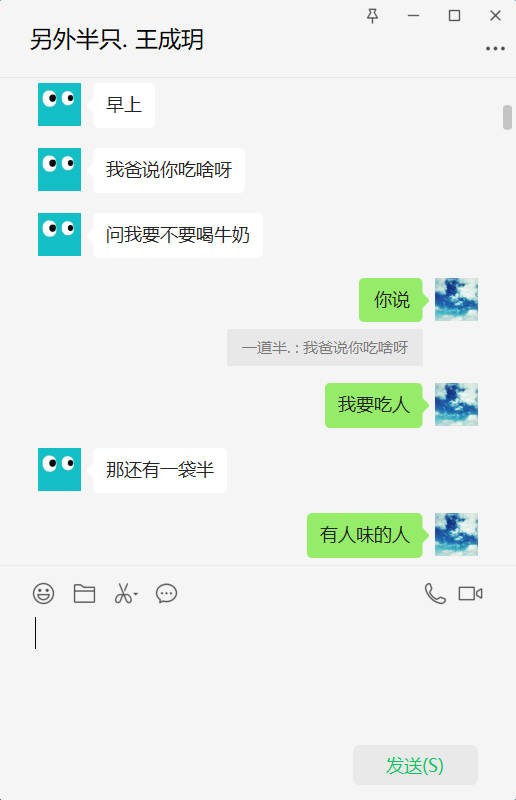 另外半只. 王成玥
早上
我爸说你吃啥呀
问我要不要喝牛奶
你说
一道半. : 我爸说你吃啥呀
我要吃人
那还有一袋半
有人味的人
发送(S)